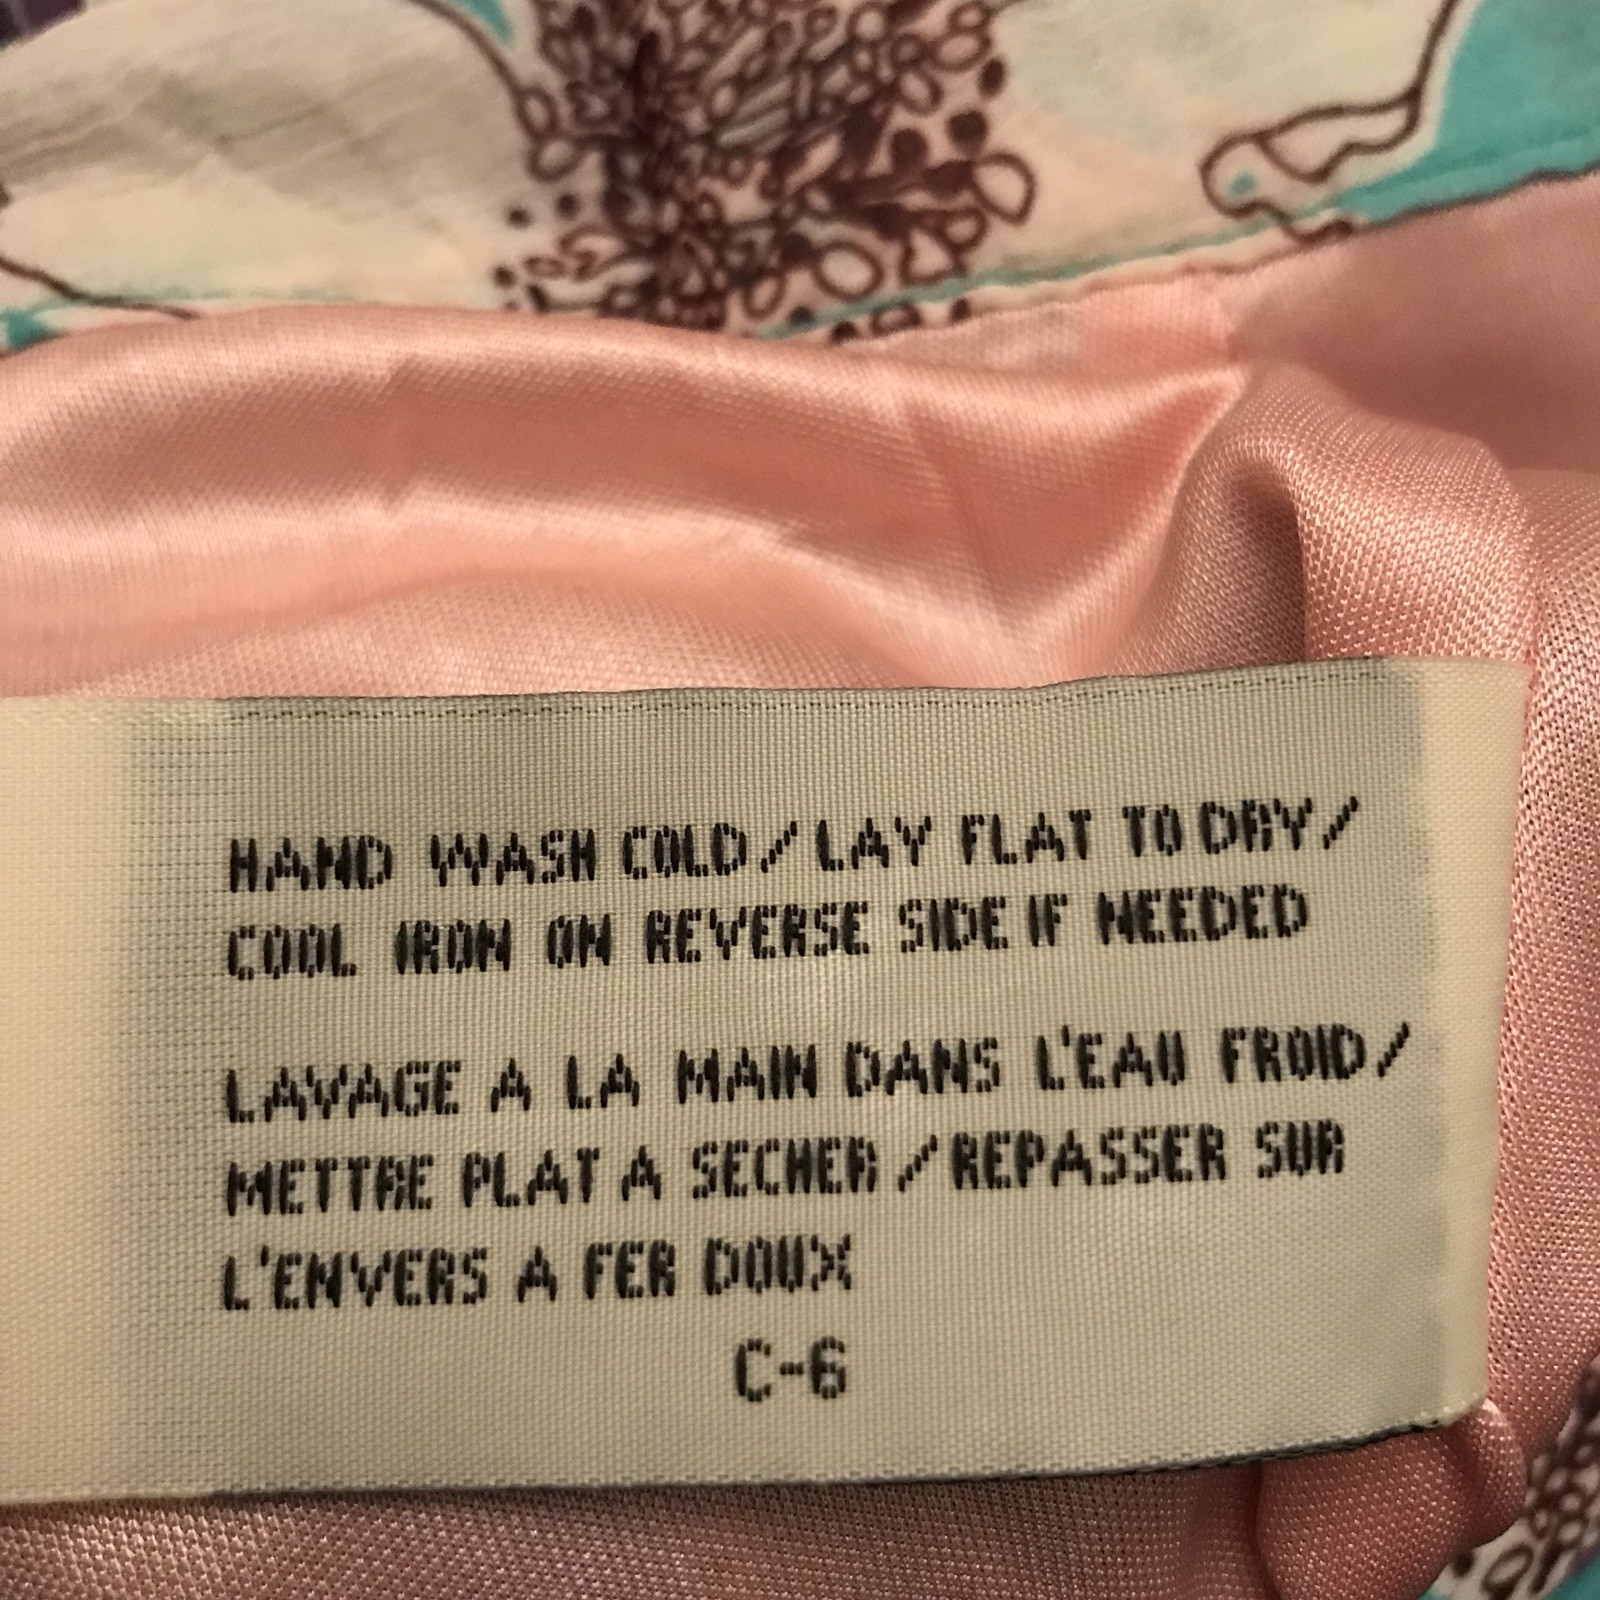 HAND WASH COLD/LAY FLAT TO DRY/
COOL IRON ON REVERSE SIDE IF NEEDED
LAVAGE A LA MAIN DANS L'EAU FROID/
METTRE PLAT A SECHER/REPASSER SUR
L'ENVERS A FER DOUX
C-6